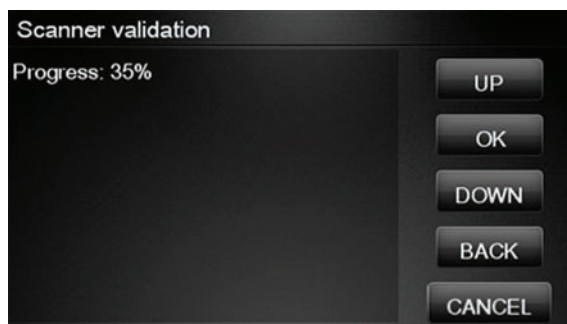 Scanner validation
Progress: 35%
UP
OK
DOWN
BACK
CANCEL